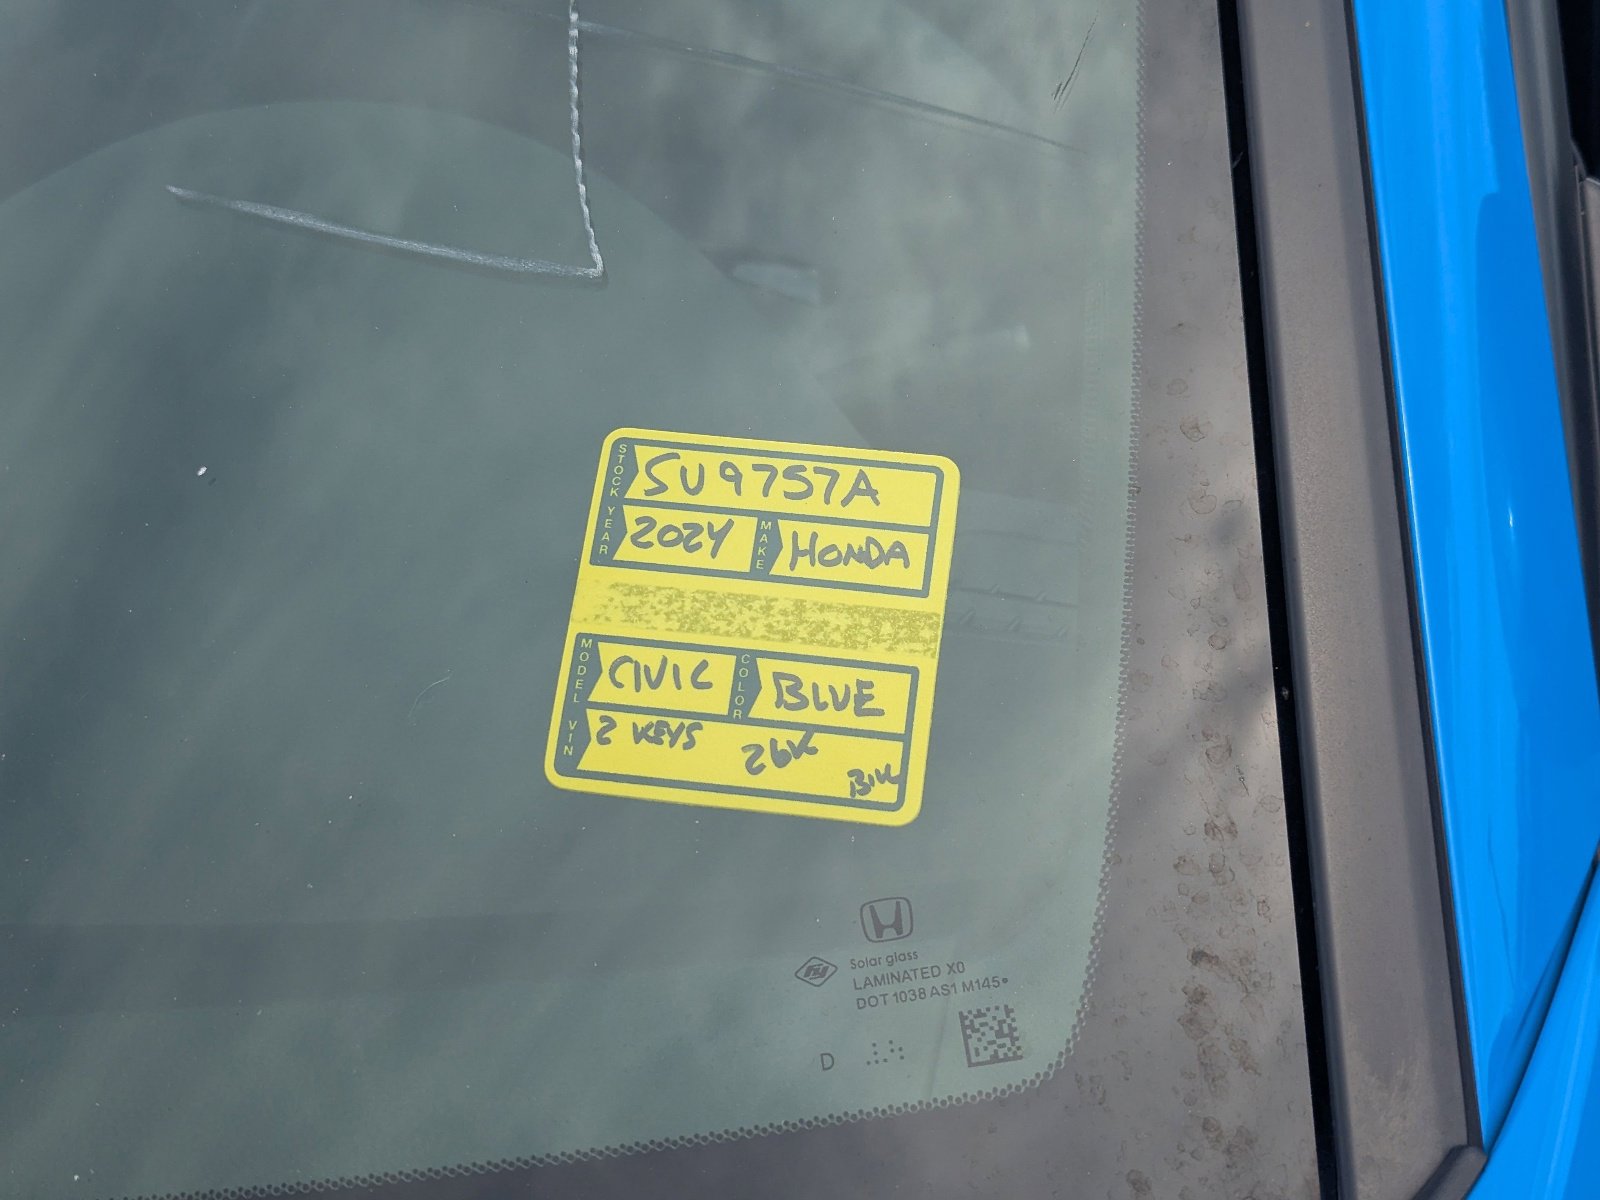 STOCK SU9757A
YEAR 2024 MAKE HONDA
MODEL CIVIC COLOR BLUE
VIN 2 KEYS 26K
BLK
Solar glass
LAMINATED X0
DOT 1038 AS1 M145
D